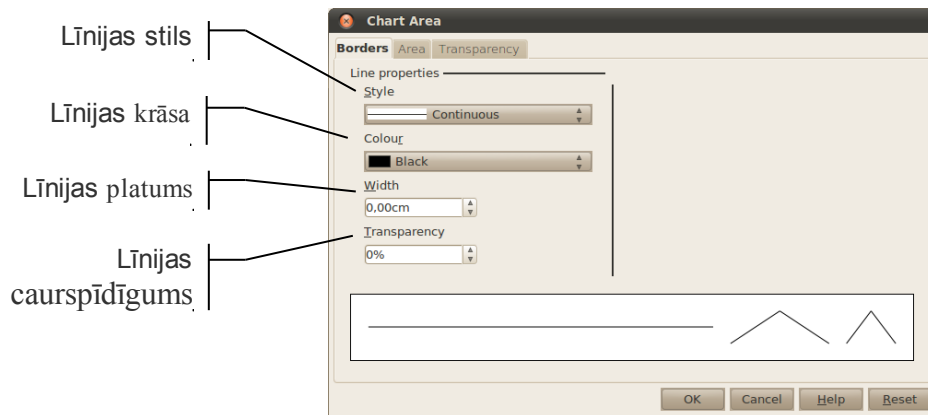 Līnijas stils
Līnijas krāsa
Līnijas platums
Līnijas
caurspīdīgums
Chart Area
Borders Area Transparency
Line properties
Style
Continuous
Colour
Black
Width
0,00cm
Transparency
0%
OK Cancel Help Reset